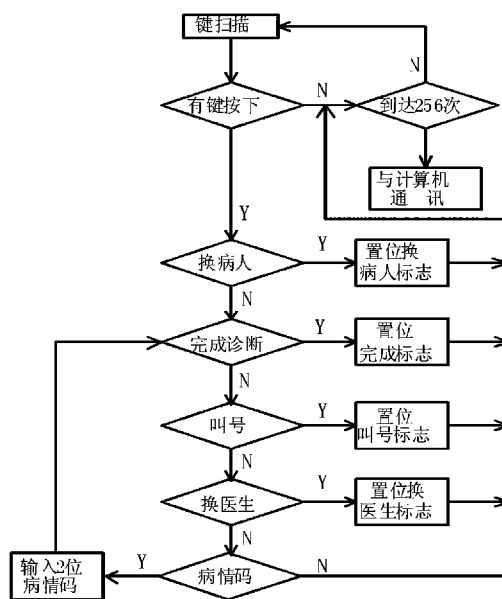 键扫描
N
有键按下
N
到达256次
与计算机
通讯
Y
换病人
Y
置位换
病人标志
N
完成诊断
Y
置位
完成标志
N
叫号
Y
置位
叫号标志
N
换医生
Y
置位换
医生标志
N
输入2位
病情码
Y
病情码
N